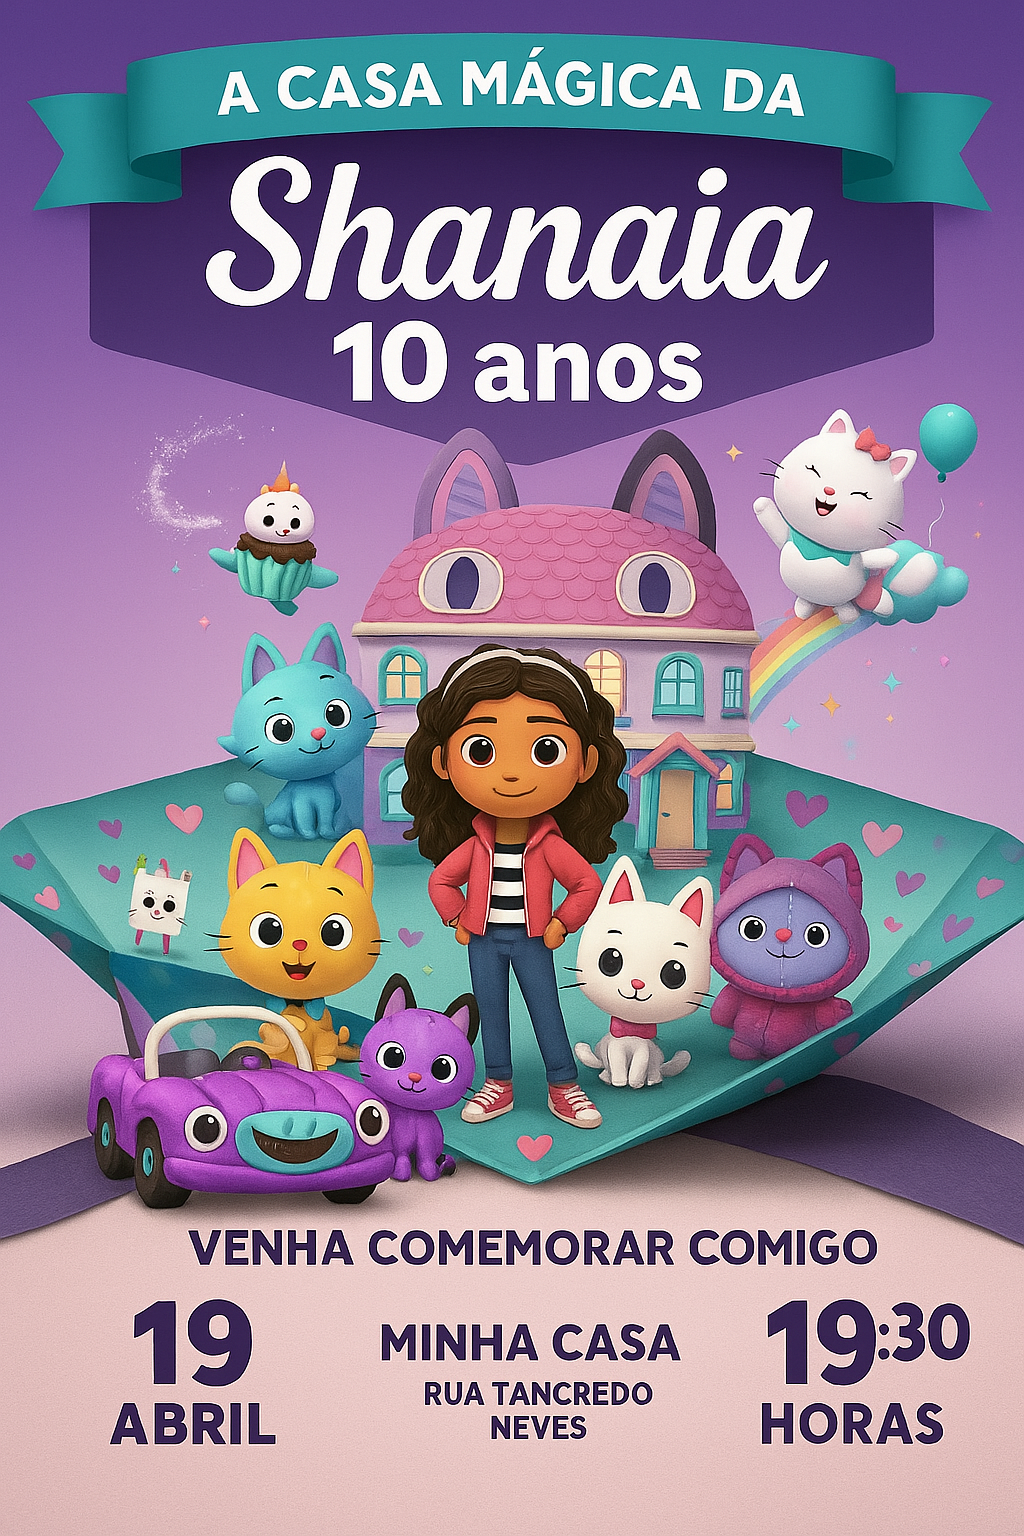 A CASA MÁGICA DA
Shanaia
10 anos
VENHA COMEMORAR COMIGO
19
ABRIL
MINHA CASA
RUA TANCREDO
NEVES
19:30
HORAS